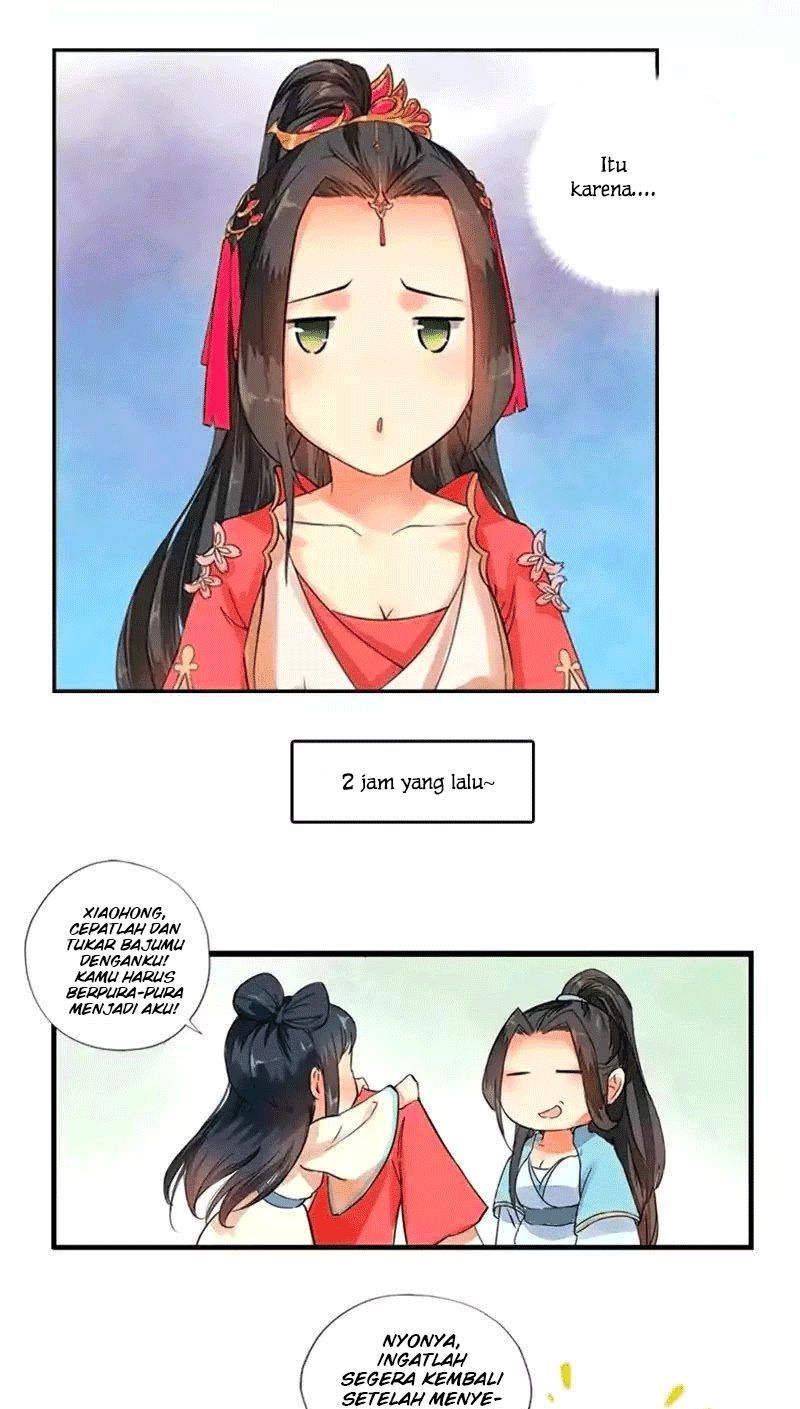 Itu
karena....
2 jam yang lalu~
XIAOHONG,
CEPATLAH DAN
TUKAR BAJUMU
DENGANKU!
KAMU HARUS
BERPURA-PURA
MENJADI AKU!
NYONYA,
INGATLAH
SEGERA KEMBALI
SETELAH MENYE-